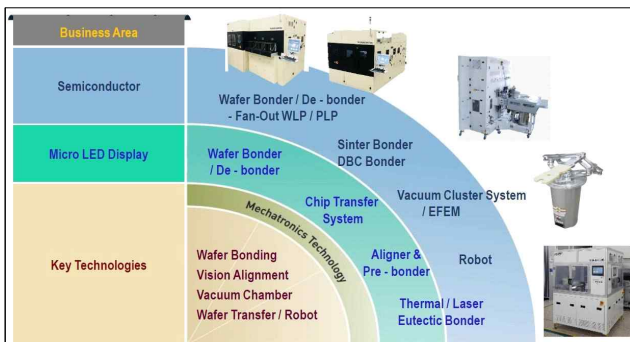 Business Area
Semiconductor
Wafer Bonder / De - bonder
- Fan-Out WLP / PLP
Sinter Bonder
DBC Bonder
Vacuum Cluster System
/ EFEM
Robot
Micro LED Display
Wafer Bonder
/ De - bonder
Chip Transfer
System
Aligner &
Pre - bonder
Thermal / Laser
Eutectic Bonder
Mechatronics Technology
Key Technologies
Wafer Bonding
Vision Alignment
Vacuum Chamber
Wafer Transfer / Robot